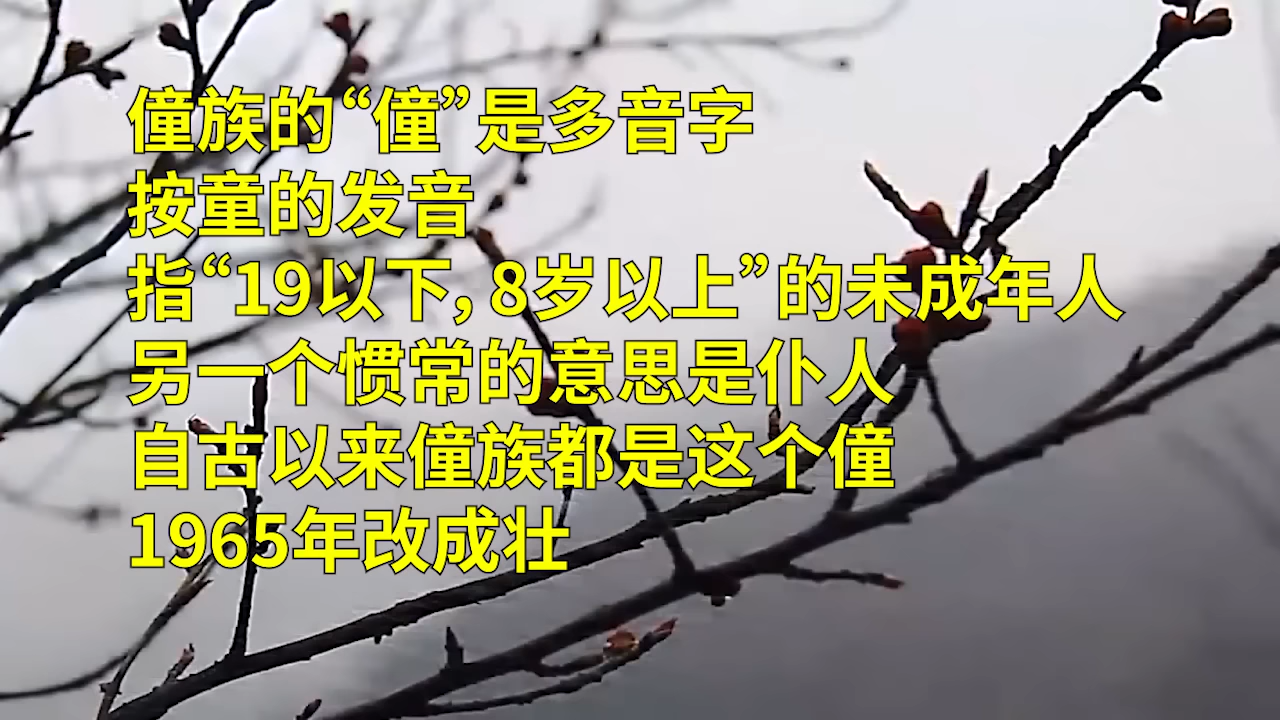 僮族的“僮”是多音字
按童的发音
指“19以下, 8岁以上”的未成年人
另一个惯常的意思是仆人
自古以来僮族都是这个僮
1965年改成壮